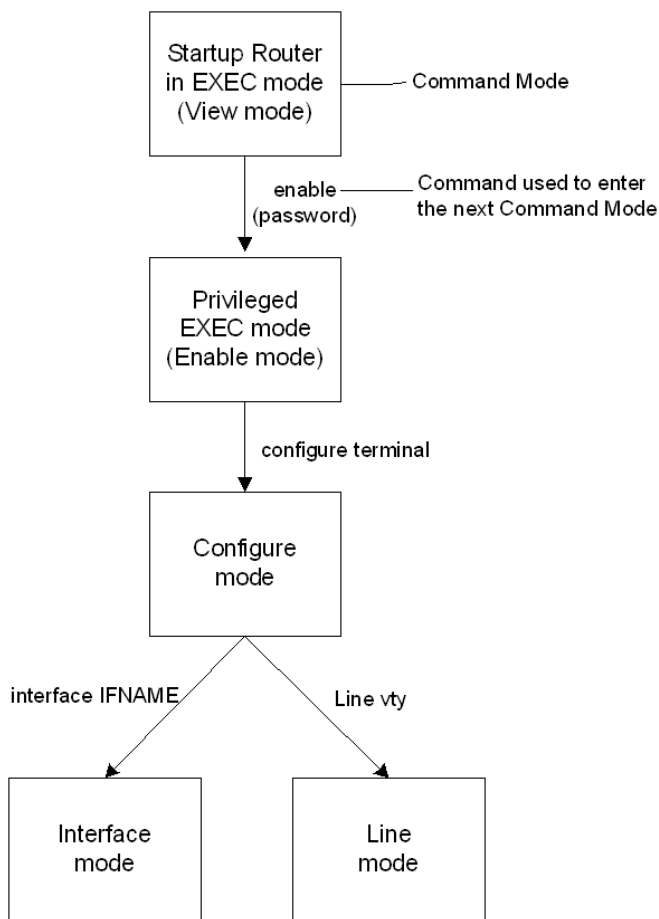 Startup Router
in EXEC mode
(View mode)
Command Mode
enable
(password)
Command used to enter
the next Command Mode
Privileged
EXEC mode
(Enable mode)
configure terminal
Configure
mode
interface IFNAME
Line vty
Interface
mode
Line
mode